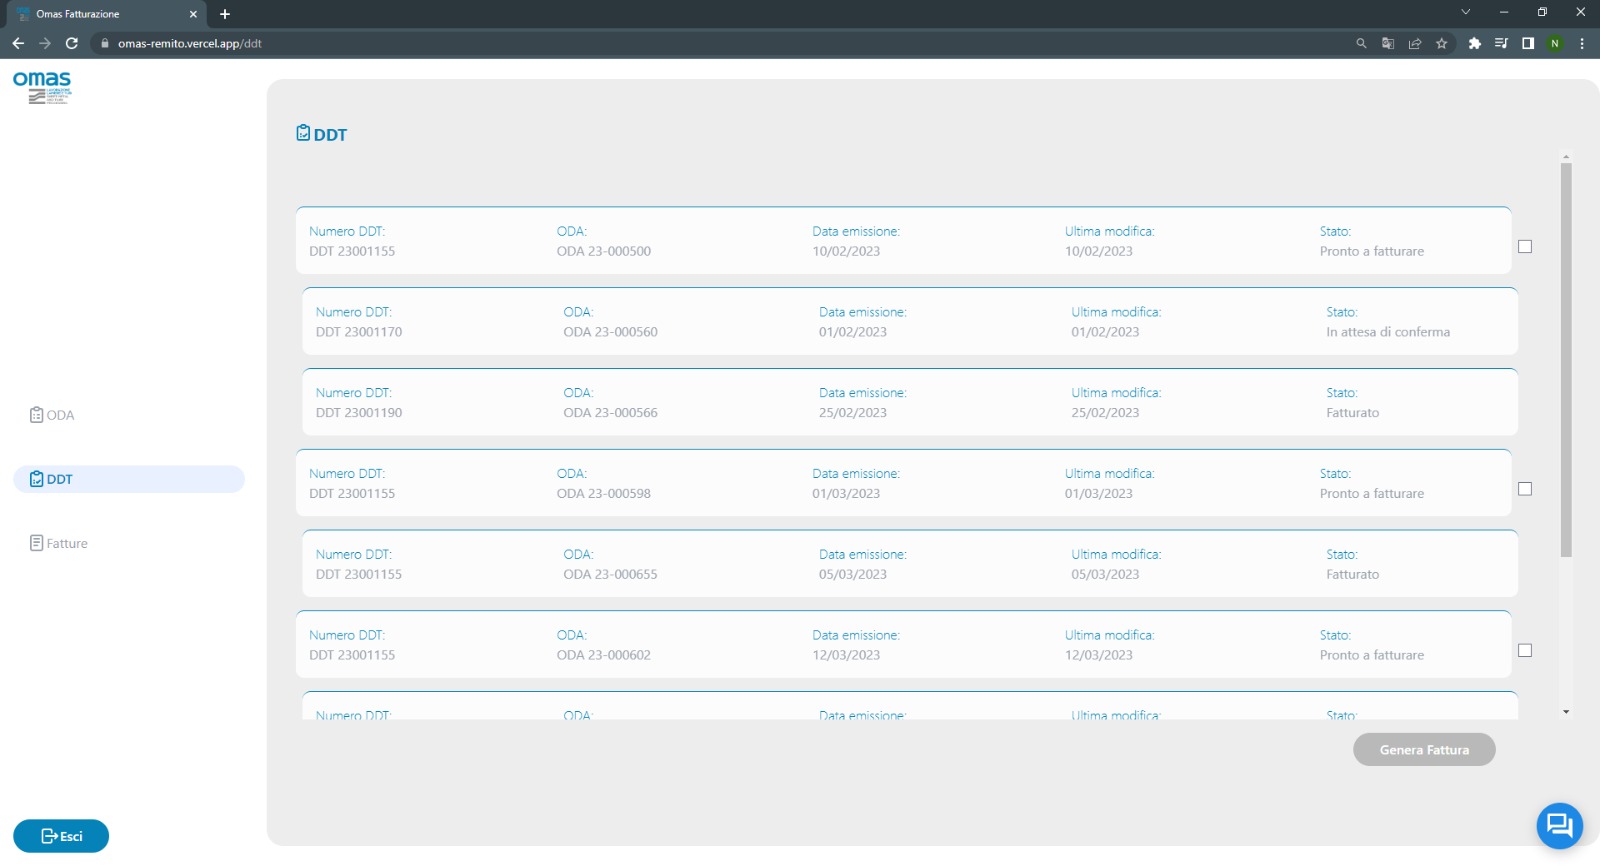 Omas Fatturazione
omas-remito.vercel.app/ddt
N
omas
DDT
Numero DDT: ODA: Data emissione: Ultima modifica: Stato:
DDT 23001155 ODA 23-000500 10/02/2023 10/02/2023 Pronto a fatturare
Numero DDT: ODA: Data emissione: Ultima modifica: Stato:
DDT 23001170 ODA 23-000560 01/02/2023 01/02/2023 In attesa di conferma
Numero DDT: ODA: Data emissione: Ultima modifica: Stato:
DDT 23001190 ODA 23-000566 25/02/2023 25/02/2023 Fatturato
Numero DDT: ODA: Data emissione: Ultima modifica: Stato:
DDT 23001155 ODA 23-000598 01/03/2023 01/03/2023 Pronto a fatturare
Numero DDT: ODA: Data emissione: Ultima modifica: Stato:
DDT 23001155 ODA 23-000655 05/03/2023 05/03/2023 Fatturato
Numero DDT: ODA: Data emissione: Ultima modifica: Stato:
DDT 23001155 ODA 23-000602 12/03/2023 12/03/2023 Pronto a fatturare
Numero DDT: ODA: Data emissione: Ultima modifica: Stato:
Genera Fattura
ODA
DDT
Fatture
Esci